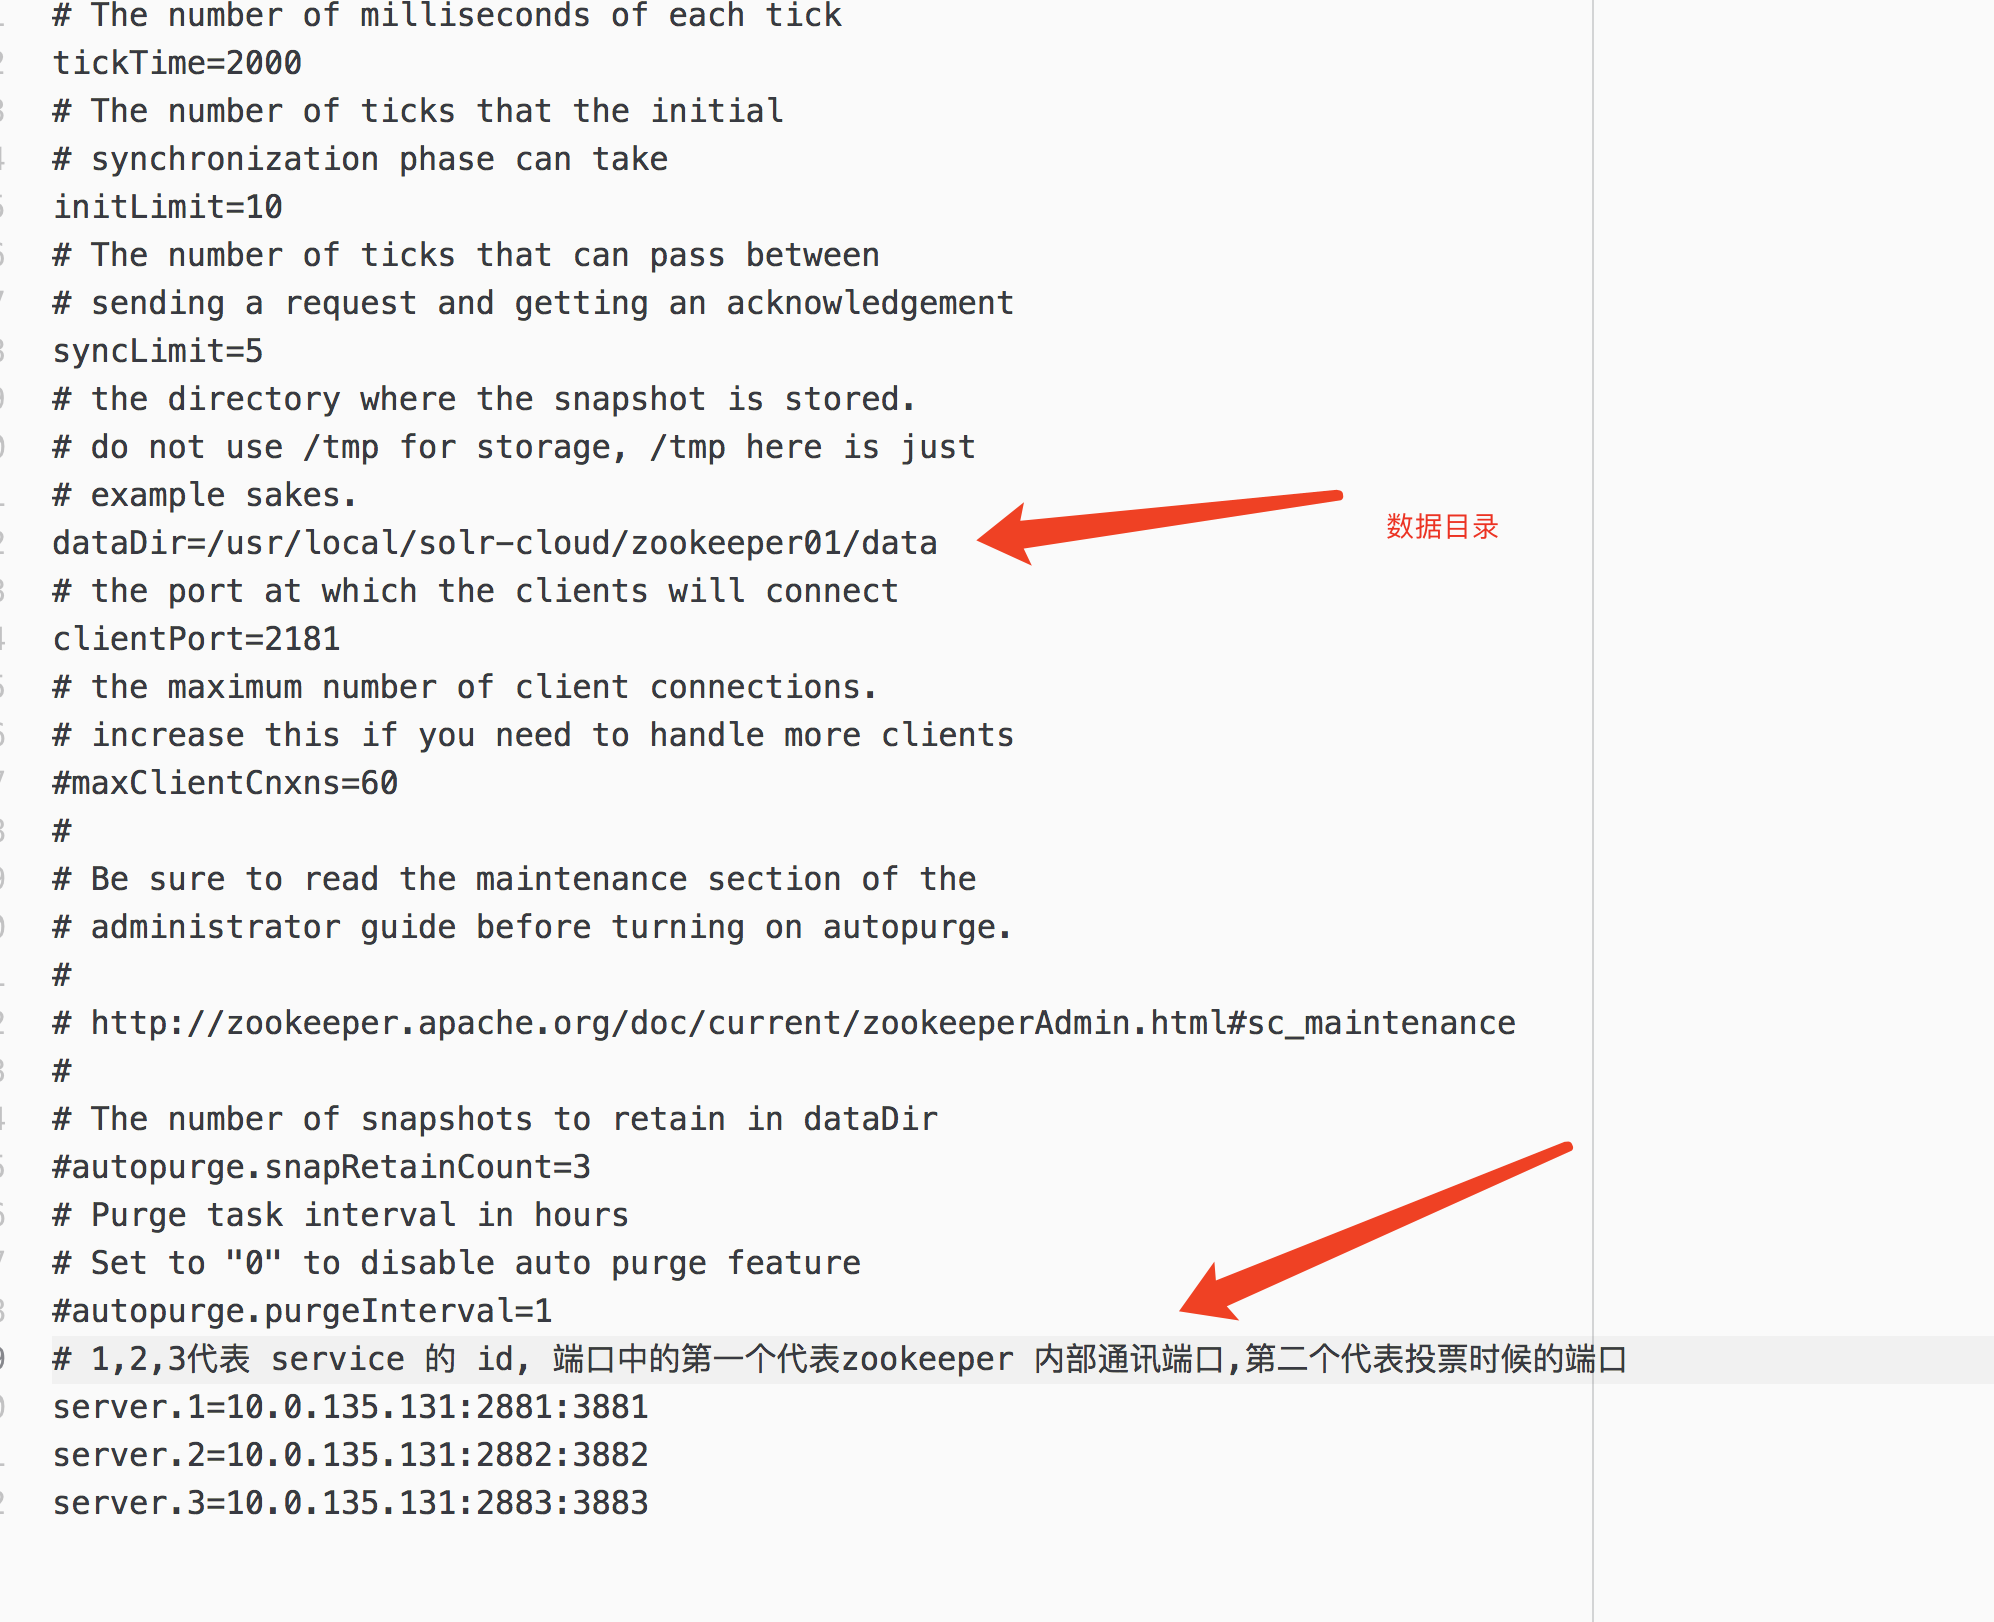 # The number of milliseconds of each tick
tickTime=2000
# The number of ticks that the initial
# synchronization phase can take
initLimit=10
# The number of ticks that can pass between
# sending a request and getting an acknowledgement
syncLimit=5
# the directory where the snapshot is stored.
# do not use /tmp for storage, /tmp here is just
# example sakes.
数据目录
dataDir=/usr/local/solr-cloud/zookeeper01/data
# the port at which the clients will connect
clientPort=2181
# the maximum number of client connections.
# increase this if you need to handle more clients
#maxClientCnxns=60
#
# Be sure to read the maintenance section of the
# administrator guide before turning on autopurge.
#
# http://zookeeper.apache.org/doc/current/zookeeperAdmin.html#sc_maintenance
#
# The number of snapshots to retain in dataDir
#autopurge.snapRetainCount=3
# Purge task interval in hours
# Set to "0" to disable auto purge feature
#autopurge.purgeInterval=1
# 1,2,3代表 service 的 id, 端口中的第一个代表zookeeper 内部通讯端口,第二个代表投票时候的端口
server.1=10.0.135.131:2881:3881
server.2=10.0.135.131:2882:3882
server.3=10.0.135.131:2883:3883